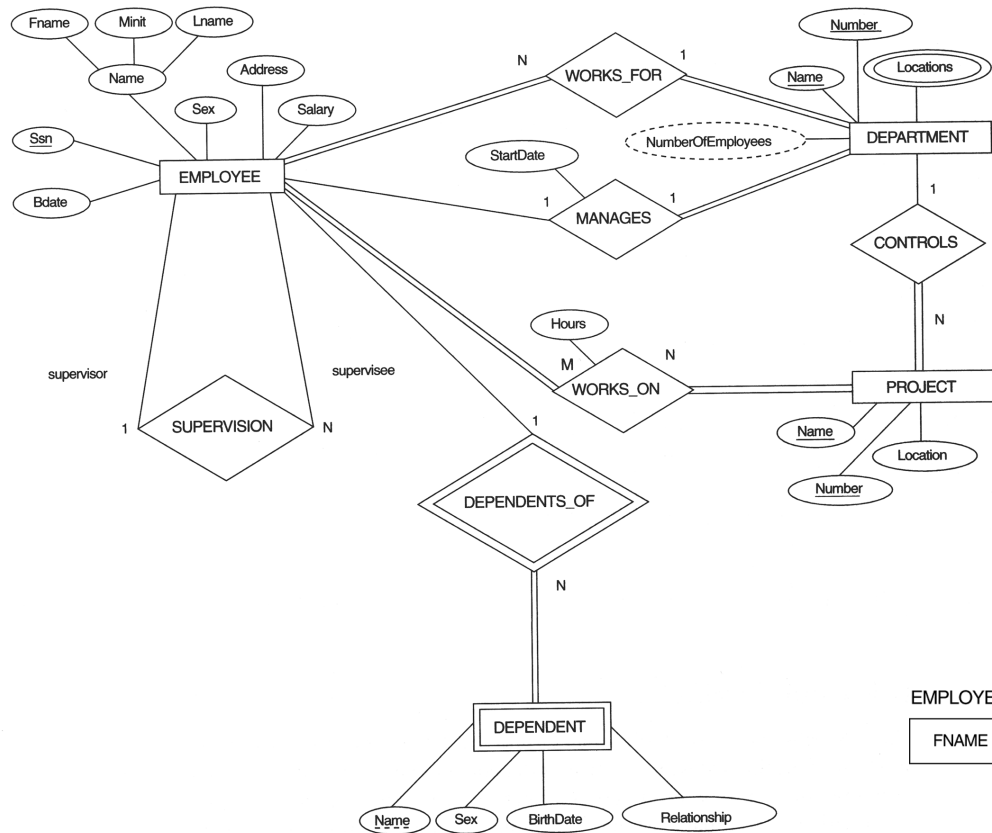 Fname
Minit
Lname
Name
Address
Sex
Salary
Ssn
Bdate
EMPLOYEE
N
WORKS_FOR
1
Number
Name
Locations
NumberOfEmployees
DEPARTMENT
StartDate
1
MANAGES
1
1
CONTROLS
N
supervisor
supervisee
1
SUPERVISION
N
Hours
M
WORKS_ON
N
PROJECT
Name
Number
Location
1
DEPENDENTS_OF
N
DEPENDENT
Name
Sex
BirthDate
Relationship
EMPLOYE
FNAME